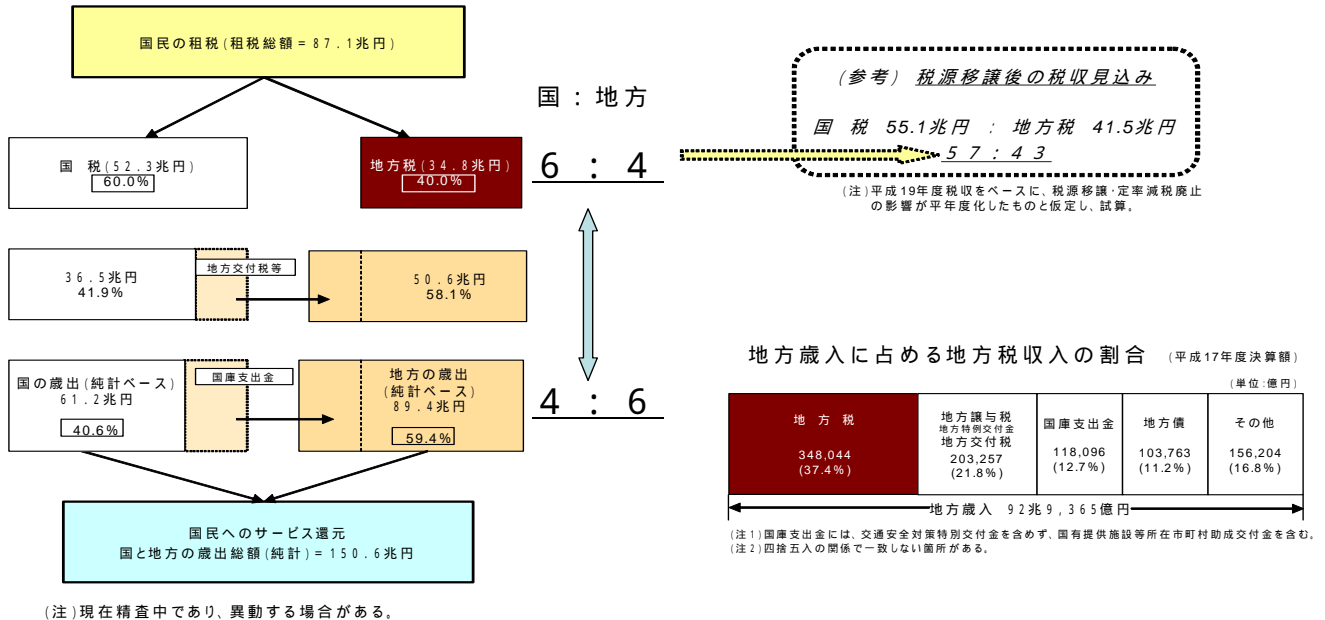 国民の租税(租税総額=87.1兆円)
国:地方
国 税(52.3兆円)
60.0%
地方税(34.8兆円)
40.0%
6 : 4
(参考) 税源移譲後の税収見込み
国 税 55.1兆円 : 地方税 41.5兆円
57:43
(注)平成19年度税収をベースに、税源移譲・定率減税廃止
の影響が平年度化したものと仮定し、試算。
36.5兆円
41.9%
地方交付税等
50.6兆円
58.1%
国の歳出(純計ベース)
61.2兆円
40.6%
国庫支出金
地方の歳出
(純計ベース)
89.4兆円
59.4%
4 : 6
国民へのサービス還元
国と地方の歳出総額(純計)=150.6兆円
(注)現在精査中であり、異動する場合がある。
地方歳入に占める地方税収入の割合 (平成17年度決算額)
(単位:億円)
地 方 税
348,044
(37.4%)
地方譲与税
地方特例交付金
地方交付税
203,257
(21.8%)
国庫支出金
118,096
(12.7%)
地方債
103,763
(11.2%)
その他
156,204
(16.8%)
地方歳入 92兆9,365億円
(注1)国庫支出金には、交通安全対策特別交付金を含めず、国有提供施設等所在市町村助成交付金を含む。
(注2)四捨五入の関係で一致しない箇所がある。